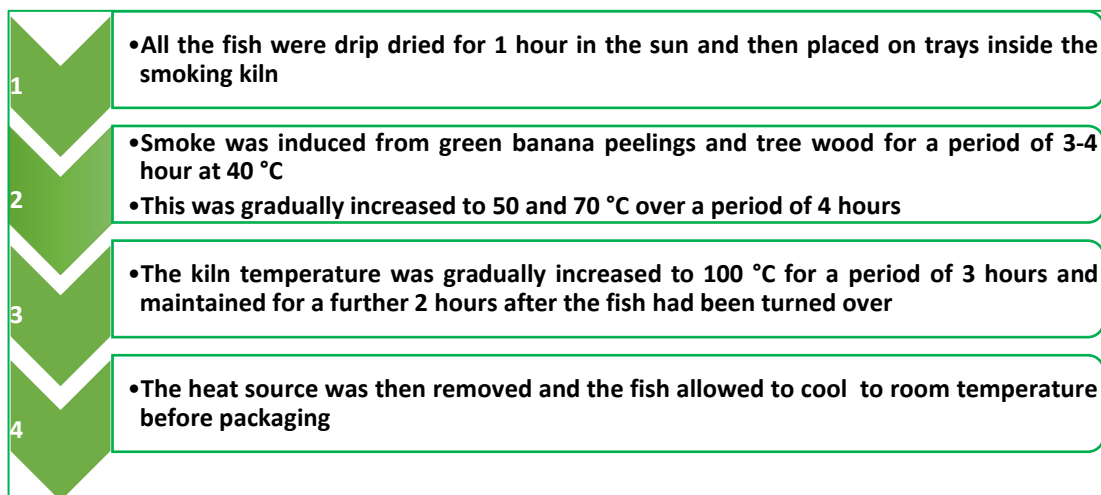 1
•All the fish were drip dried for 1 hour in the sun and then placed on trays inside the
smoking kiln
2
•Smoke was induced from green banana peelings and tree wood for a period of 3-4
hour at 40 °C
•This was gradually increased to 50 and 70 °C over a period of 4 hours
3
•The kiln temperature was gradually increased to 100 °C for a period of 3 hours and
maintained for a further 2 hours after the fish had been turned over
4
•The heat source was then removed and the fish allowed to cool to room temperature
before packaging